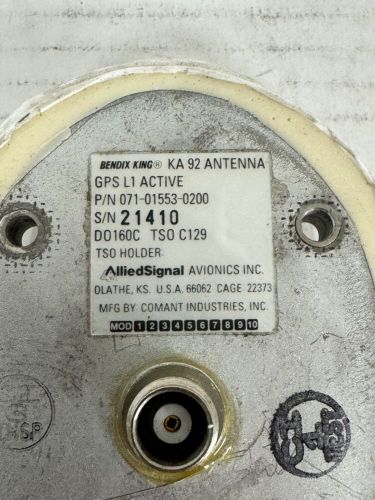 BENDIX KING® KA 92 ANTENNA
GPS L1 ACTIVE
P/N 071-01553-0200
S/N 21410
DO160C TSO C129
TSO HOLDER:
AlliedSignal AVIONICS INC.
OLATHE, KS. U.S.A. 66062 CAGE 22373
MFG BY: COMANT INDUSTRIES, INC.
MOD 1 2 3 4 5 6 7 8 9 10